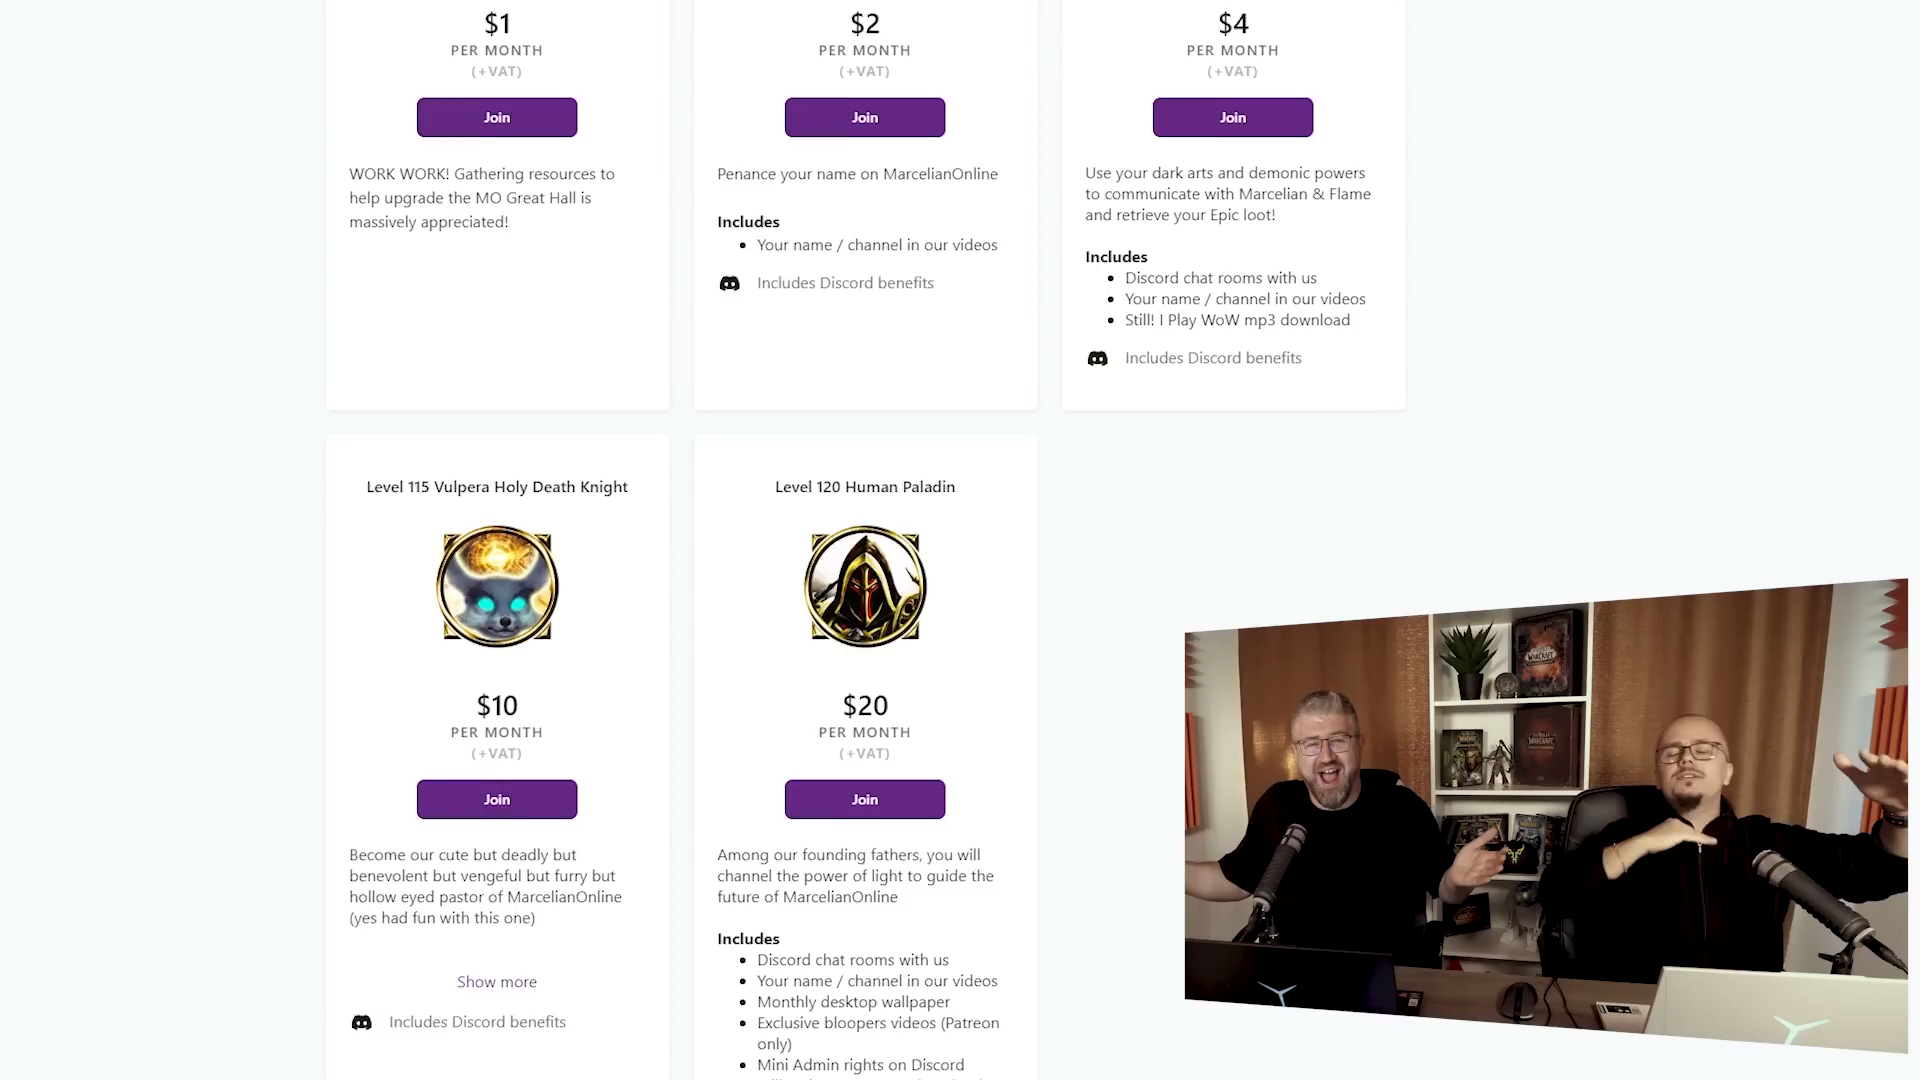 $1
PER MONTH
(+VAT)
Join
WORK WORK! Gathering resources to
help upgrade the MO Great Hall is
massively appreciated!
$2
PER MONTH
(+VAT)
Join
Penance your name on MarcelianOnline
Includes
Your name / channel in our videos
Includes Discord benefits
$4
PER MONTH
(+VAT)
Join
Use your dark arts and demonic powers
to communicate with Marcelian & Flame
and retrieve your Epic loot!
Includes
Discord chat rooms with us
Your name / channel in our videos
Still! I Play WoW mp3 download
Includes Discord benefits
Level 115 Vulpera Holy Death Knight
$10
PER MONTH
(+VAT)
Join
Become our cute but deadly but
benevolent but vengeful but furry but
hollow eyed pastor of MarcelianOnline
(yes had fun with this one)
Show more
Includes Discord benefits
Level 120 Human Paladin
$20
PER MONTH
(+VAT)
Join
Among our founding fathers, you will
channel the power of light to guide the
future of MarcelianOnline
Includes
Discord chat rooms with us
Your name / channel in our videos
Monthly desktop wallpaper
Exclusive bloopers videos (Patreon
only)
Mini Admin rights on Discord
WARCRAFT
WARCRAFT